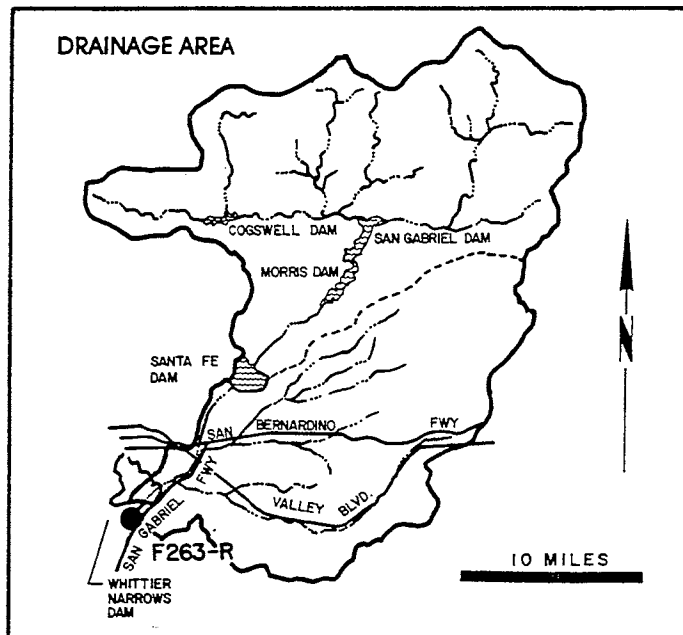 DRAINAGE AREA
COGSWELL DAM
SAN GABRIEL DAM
MORRIS DAM
N
SANTA FE
DAM
SAN BERNARDINO FWY
SAN GABRIEL FWY
VALLEY BLVD.
F263-R
WHITTIER
NARROWS
DAM
10 MILES